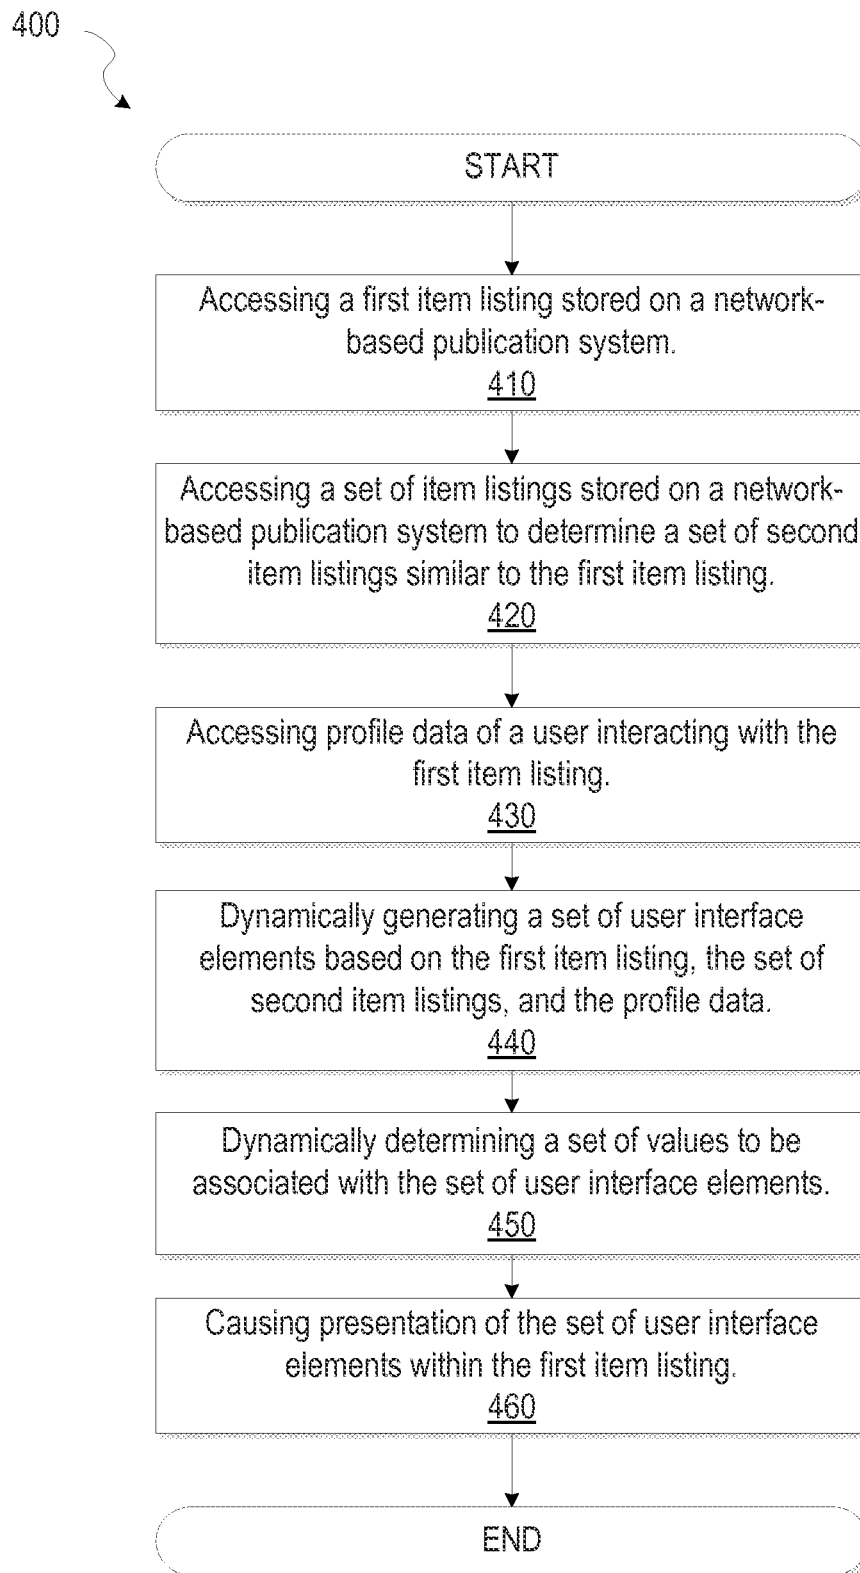 400
START
Accessing a first item listing stored on a network-
based publication system.
410
Accessing a set of item listings stored on a network-
based publication system to determine a set of second
item listings similar to the first item listing.
420
Accessing profile data of a user interacting with the
first item listing.
430
Dynamically generating a set of user interface
elements based on the first item listing, the set of
second item listings, and the profile data.
440
Dynamically determining a set of values to be
associated with the set of user interface elements.
450
Causing presentation of the set of user interface
elements within the first item listing.
460
END